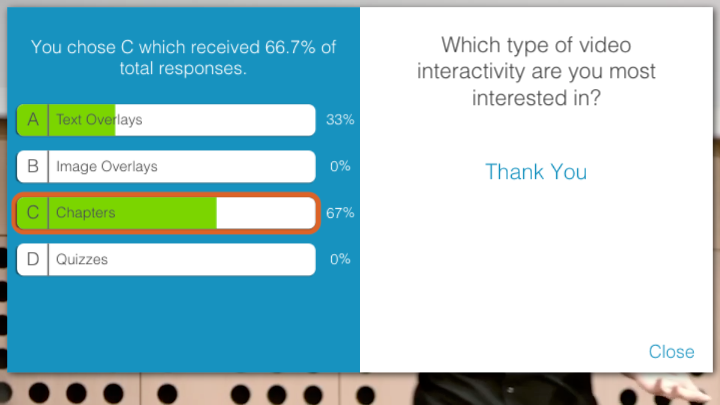 You chose C which received 66.7% of
total responses.
A Text Overlays 33%
B Image Overlays 0%
C Chapters 67%
D Quizzes 0%
Which type of video
interactivity are you most
interested in?
Thank You
Close